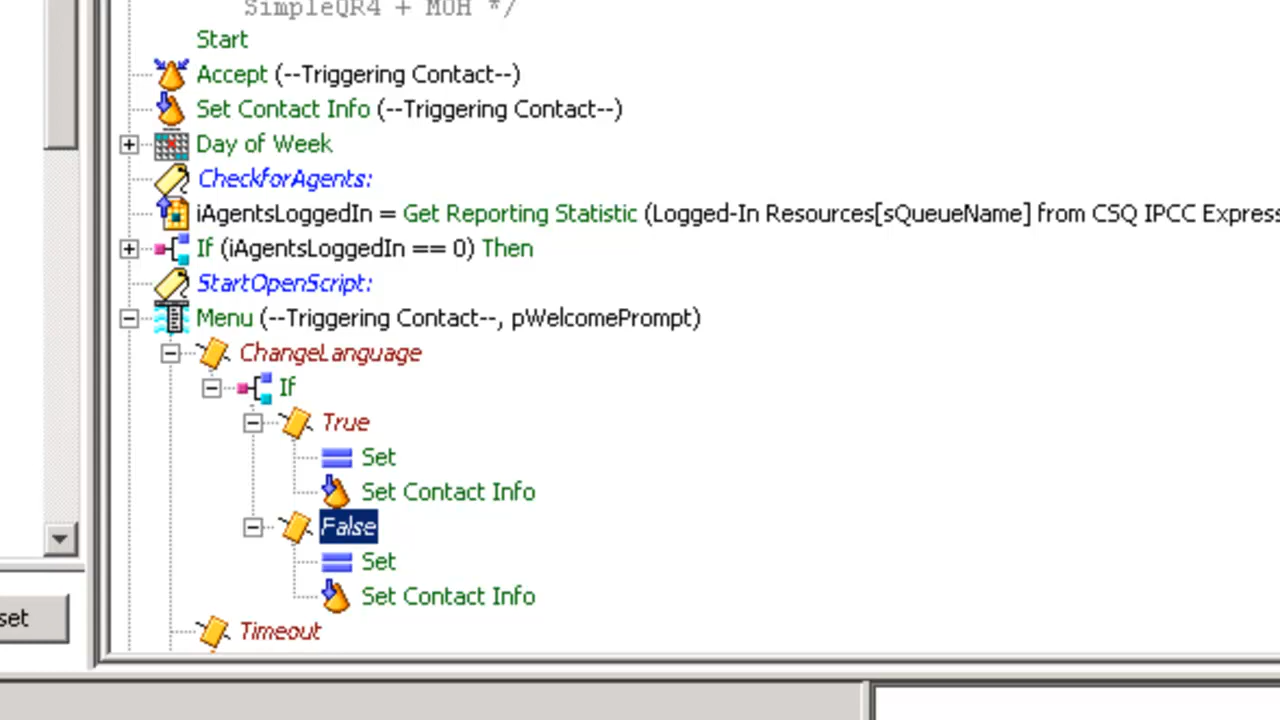 SimpleQR4 + MOH */
Start
Accept (--Triggering Contact--)
Set Contact Info (--Triggering Contact--)
Day of Week
CheckforAgents:
iAgentsLoggedIn = Get Reporting Statistic (Logged-In Resources[sQueueName] from CSQ IPCC Express
If (iAgentsLoggedIn == 0) Then
StartOpenScript:
Menu (--Triggering Contact--, pWelcomePrompt)
ChangeLanguage
If
True
Set
Set Contact Info
False
Set
Set Contact Info
set
Timeout